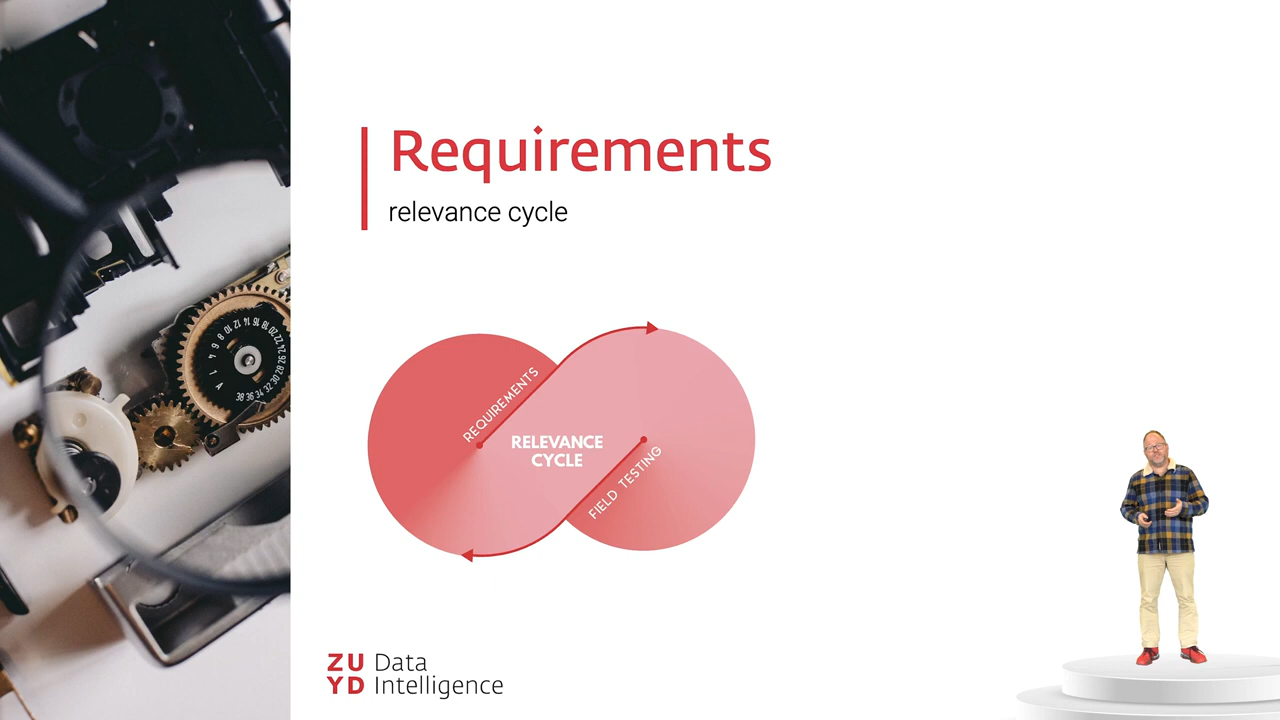 Requirements
relevance cycle
REQUIREMENTS
RELEVANCE
CYCLE
FIELD TESTING
ZU
YD
Data
Intelligence